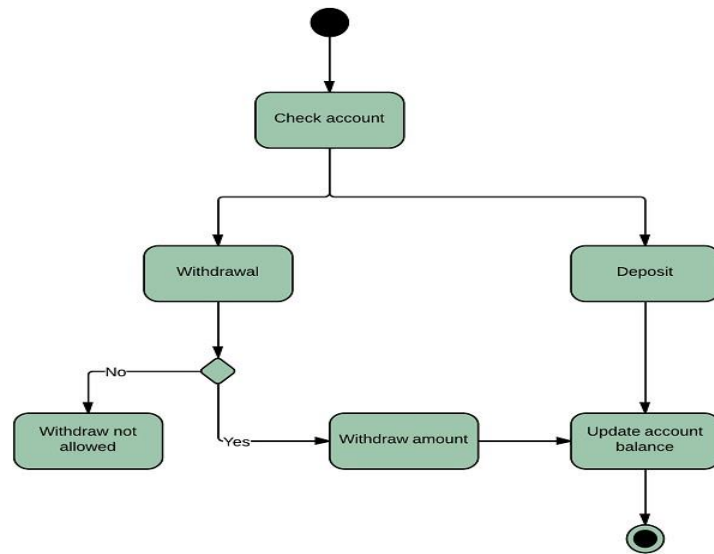 Check account
Withdrawal
Deposit
No
Withdraw not
allowed
Yes
Withdraw amount
Update account
balance